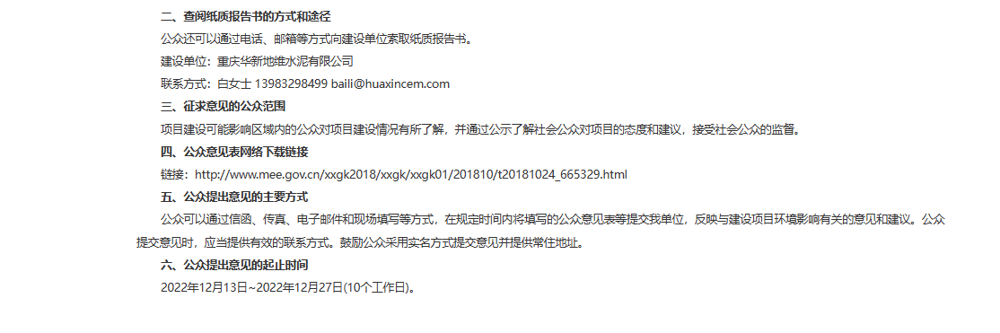 二、查阅纸质报告书的方式和途径
公众还可以通过电话、邮箱等方式向建设单位索取纸质报告书。
建设单位：重庆华新地维水泥有限公司
联系方式：白女士 13983298499 baili@huaxincem.com
三、征求意见的公众范围
项目建设可能影响区域内的公众对项目建设情况有所了解，并通过公示了解社会公众对项目的态度和建议，接受社会公众的监督。
四、公众意见表网络下载链接
链接：http://www.mee.gov.cn/xxgk2018/xxgk/xxgk01/201810/t20181024_665329.html
五、公众提出意见的主要方式
公众可以通过信函、传真、电子邮件和现场填写等方式，在规定时间内将填写的公众意见表等提交我单位，反映与建设项目环境影响有关的意见和建议。公众
提交意见时，应当提供有效的联系方式。鼓励公众采用实名方式提交意见并提供常住地址。
六、公众提出意见的起止时间
2022年12月13日~2022年12月27日(10个工作日)。